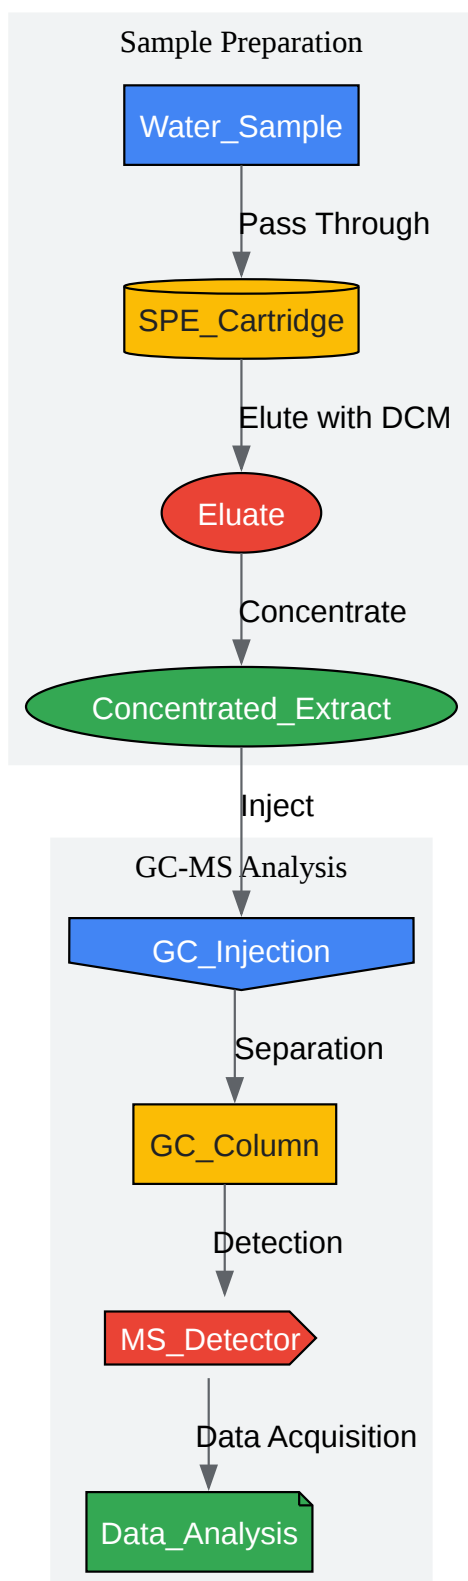 Sample Preparation
Water_Sample
Pass Through
SPE_Cartridge
Elute with DCM
Eluate
Concentrate
Concentrated_Extract
Inject
GC-MS Analysis
GC_Injection
Separation
GC_Column
Detection
MS_Detector
Data Acquisition
Data_Analysis